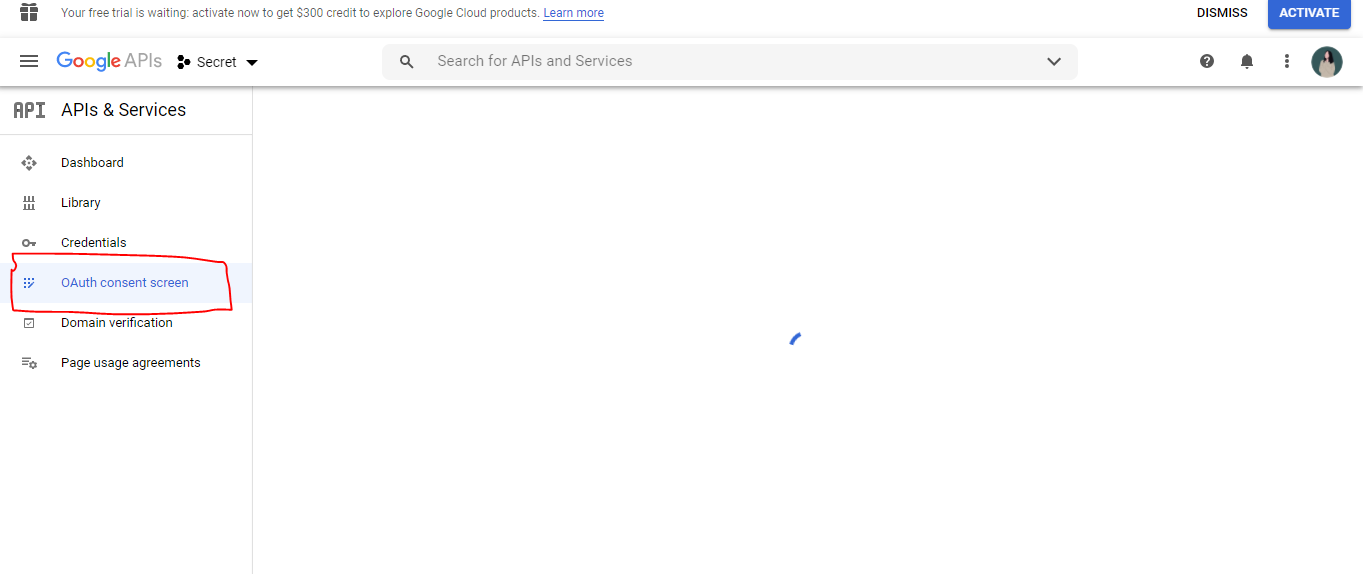 Your free trial is waiting: activate now to get $300 credit to explore Google Cloud products. Learn more DISMISS ACTIVATE
Google APIs Secret Search for APIs and Services
API APIs & Services
Dashboard
Library
Credentials
OAuth consent screen
Domain verification
Page usage agreements